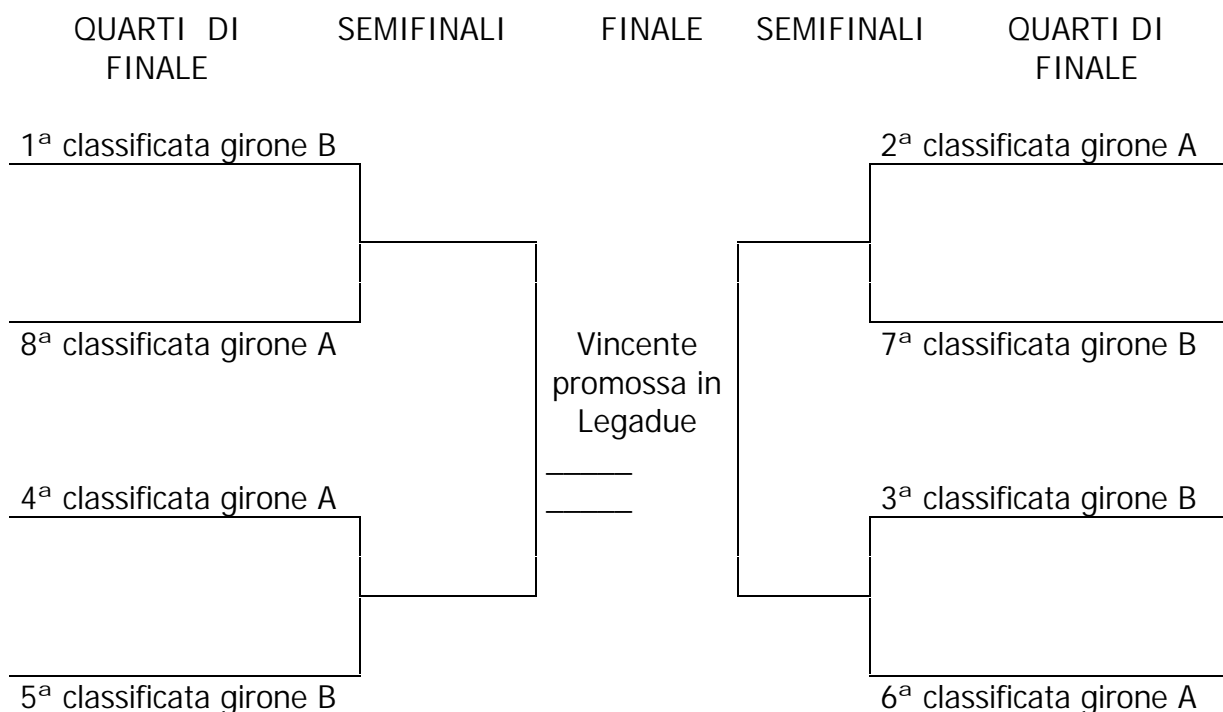 QUARTI DI FINALE SEMIFINALI FINALE SEMIFINALI QUARTI DI FINALE
1ª classificata girone B
2ª classificata girone A
8ª classificata girone A
7ª classificata girone B
Vincente
promossa in
Legadue
4ª classificata girone A
3ª classificata girone B
5ª classificata girone B
6ª classificata girone A